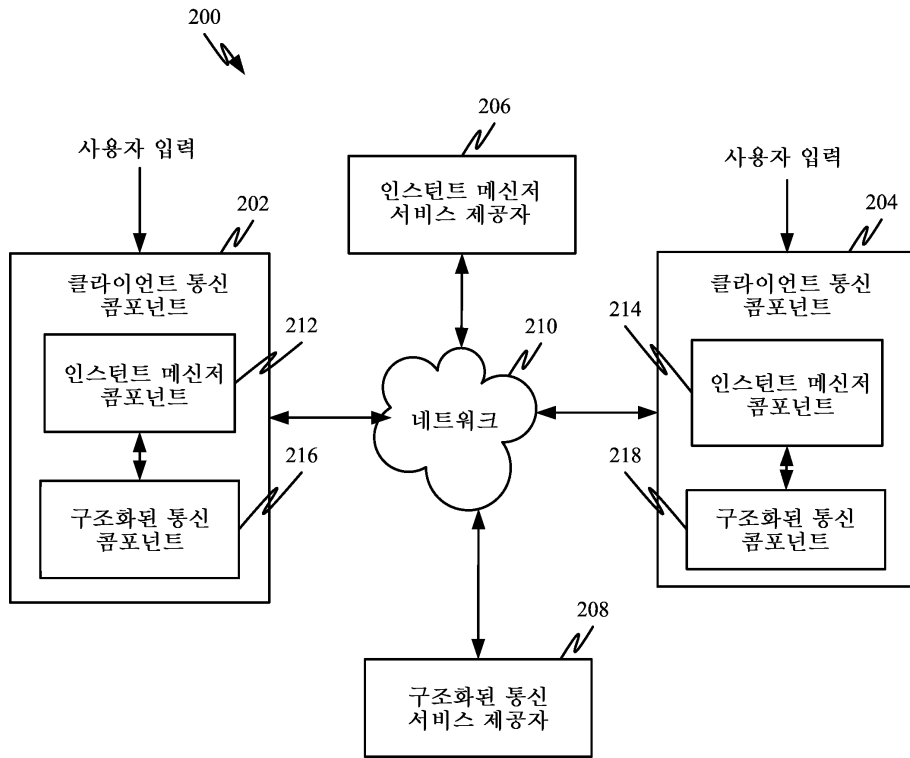 200
206
사용자 입력
사용자 입력
인스턴트 메신저
서비스 제공자
202
204
클라이언트 통신
콤포넌트
클라이언트 통신
콤포넌트
212
210
214
인스턴트 메신저
콤포넌트
네트워크
인스턴트 메신저
콤포넌트
216
218
구조화된 통신
콤포넌트
구조화된 통신
콤포넌트
208
구조화된 통신
서비스 제공자